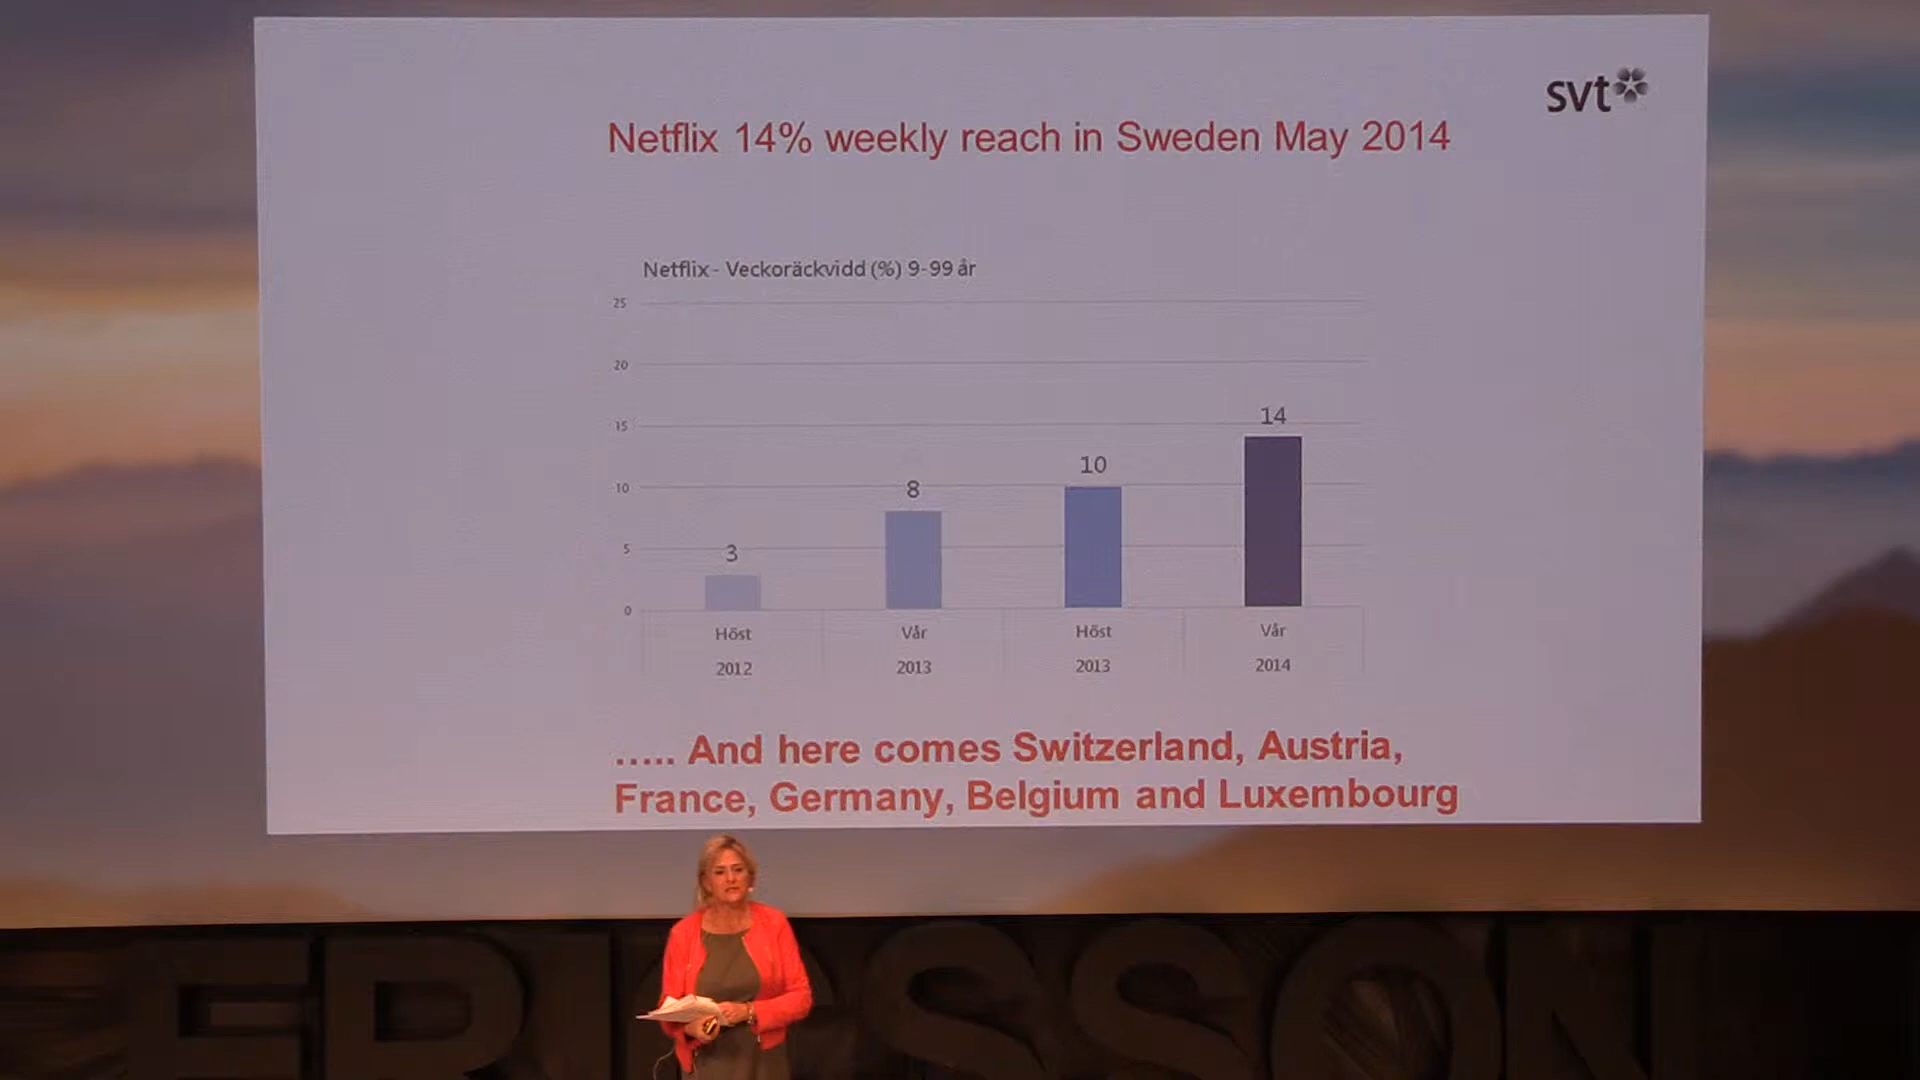 svt
Netflix 14% weekly reach in Sweden May 2014
Netflix - Veckoräckvidd (%) 9-99 år
25
20
15
10
5
0
3
8
10
14
Höst
Vår
Höst
Vår
2012
2013
2013
2014
….. And here comes Switzerland, Austria,
France, Germany, Belgium and Luxembourg
ERICSSON